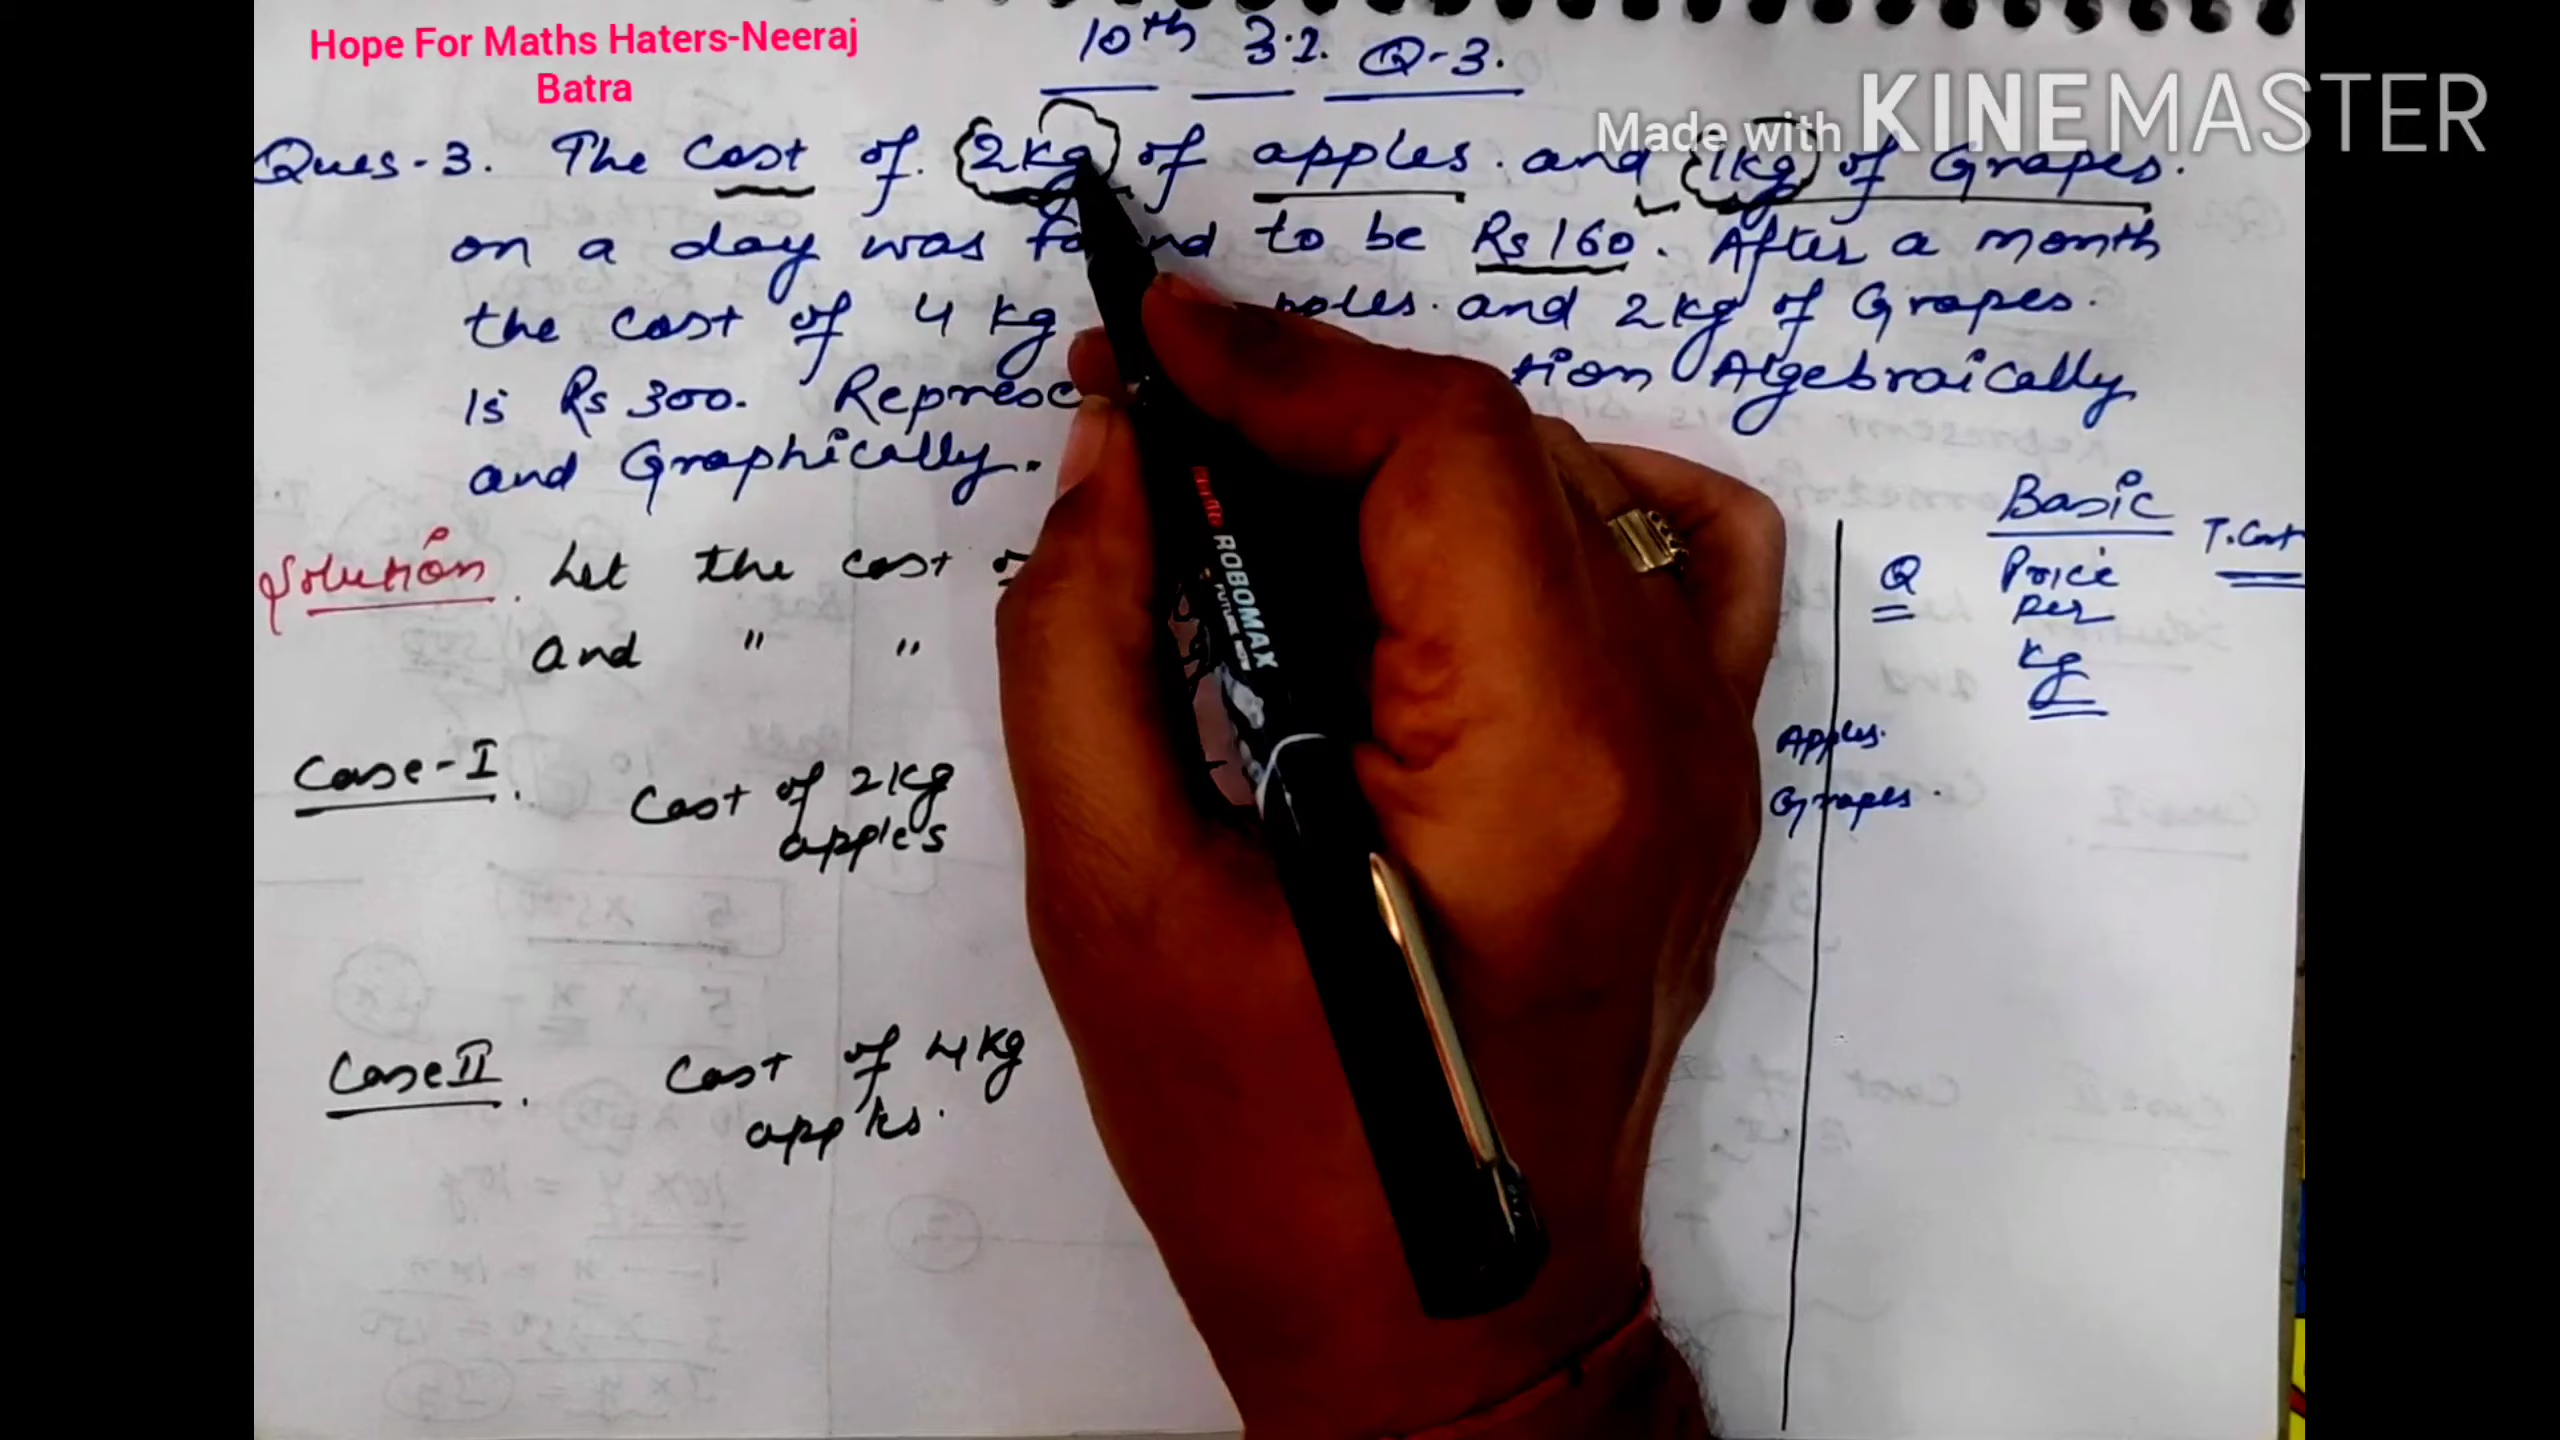 Hope For Maths Haters-Neeraj
Batra
10th 3.1. Q-3.
Made with KINEMASTER
Ques-3. The cost of 2kg of apples and 1kg of Grapes.
on a day was found to be Rs 160. After a month
the cost of 4 kg and 2kg of Grapes.
is Rs 300. Algebraically
and Graphically.
Solution. Let the cost
and " "
Basic
Q Price T. Cost
per
kg
Apples.
Grapes.
Case-I. Cost of 2kg
apples
Case II. Cost of 4kg
apples.
ROBOMAX